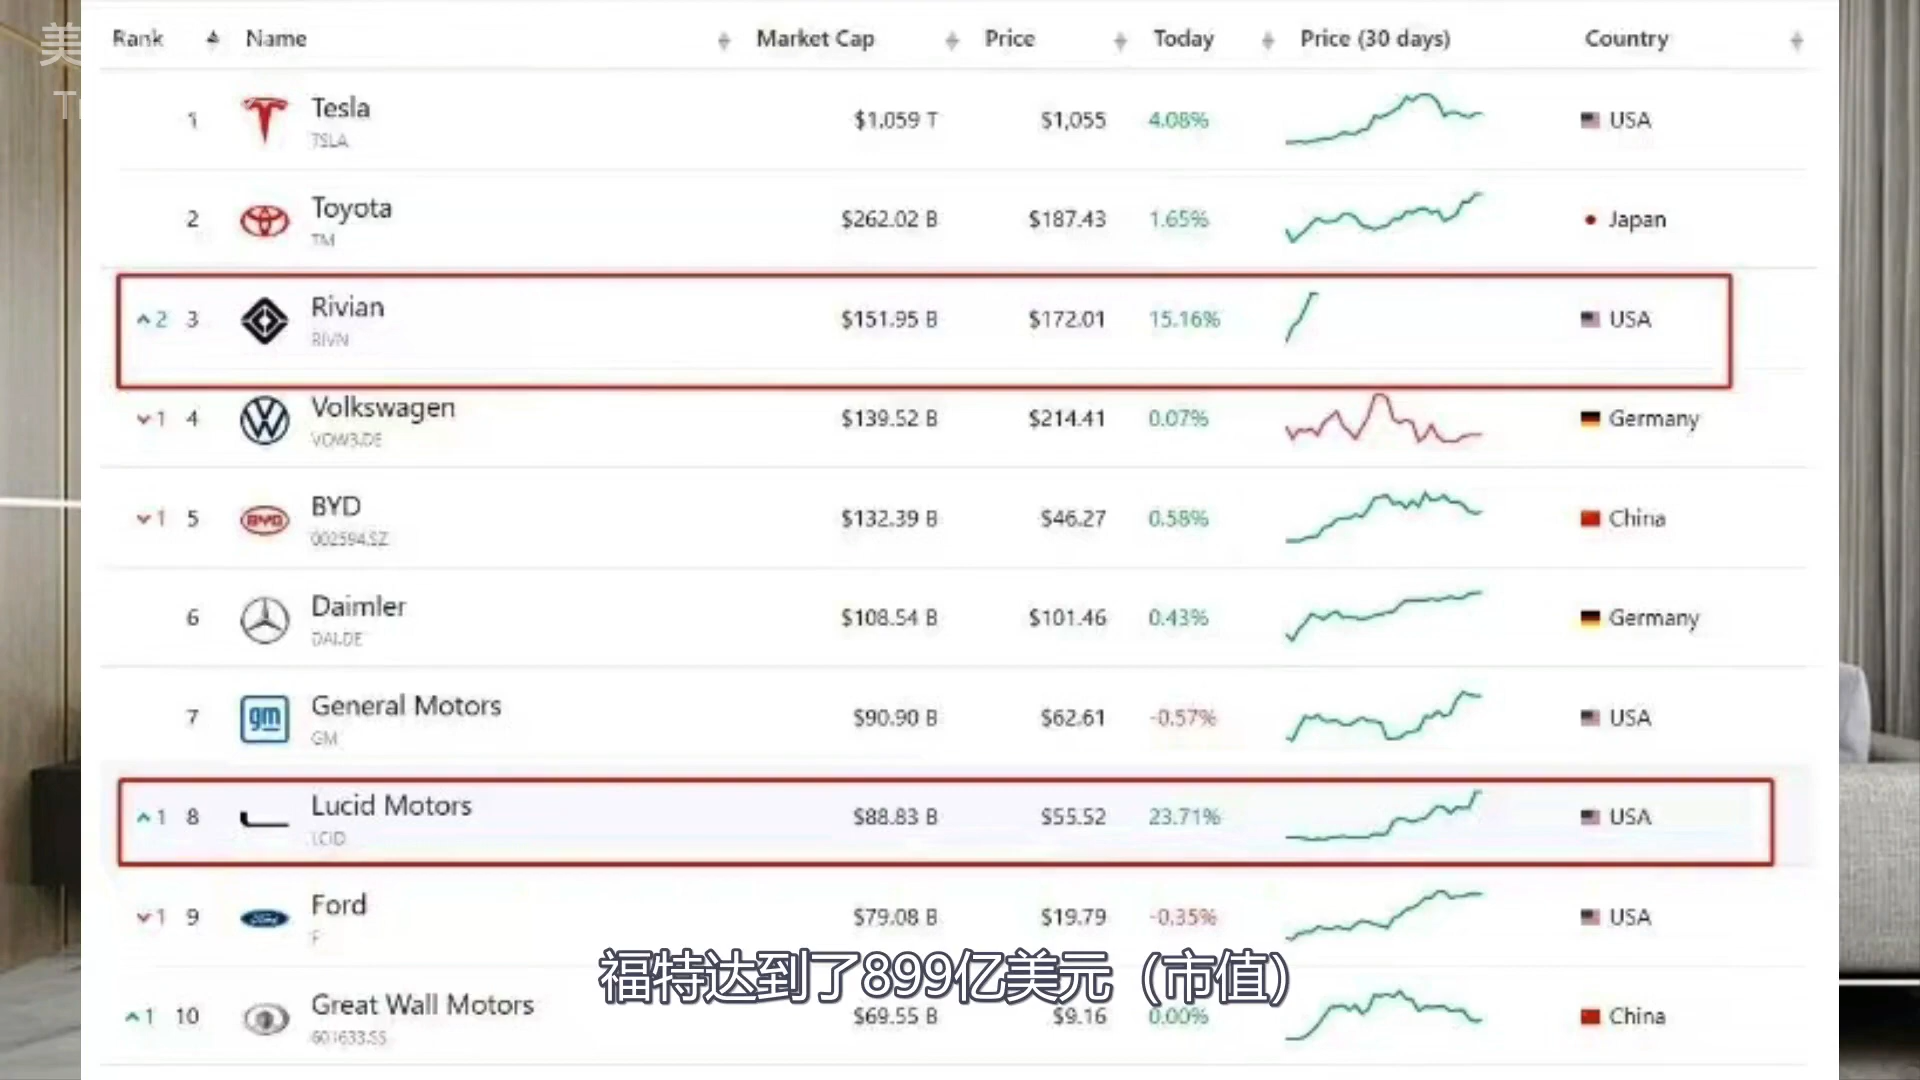 美
Tr
Rank Name Market Cap Price Today Price (30 days) Country
1 Tesla $1.059 T $1,055 4.08% USA
TSLA
2 Toyota $262.02 B $187.43 1.65% Japan
TM
2 3 Rivian $151.95 B $172.01 15.16% USA
RIVN
1 4 Volkswagen $139.52 B $214.41 0.07% Germany
VOW3.DE
1 5 BYD $132.39 B $46.27 0.58% China
BYD
002594.SZ
6 Daimler $108.54 B $101.46 0.43% Germany
DAI.DE
7 gm General Motors $90.90 B $62.61 -0.57% USA
GM
1 8 Lucid Motors $88.83 B $55.52 23.71% USA
LCID
1 9 Ford $79.08 B $19.79 -0.35% USA
Ford
F
福特达到了899亿美元（市值）
1 10 Great Wall Motors $69.55 B $9.16 0.00% China
601633.SS